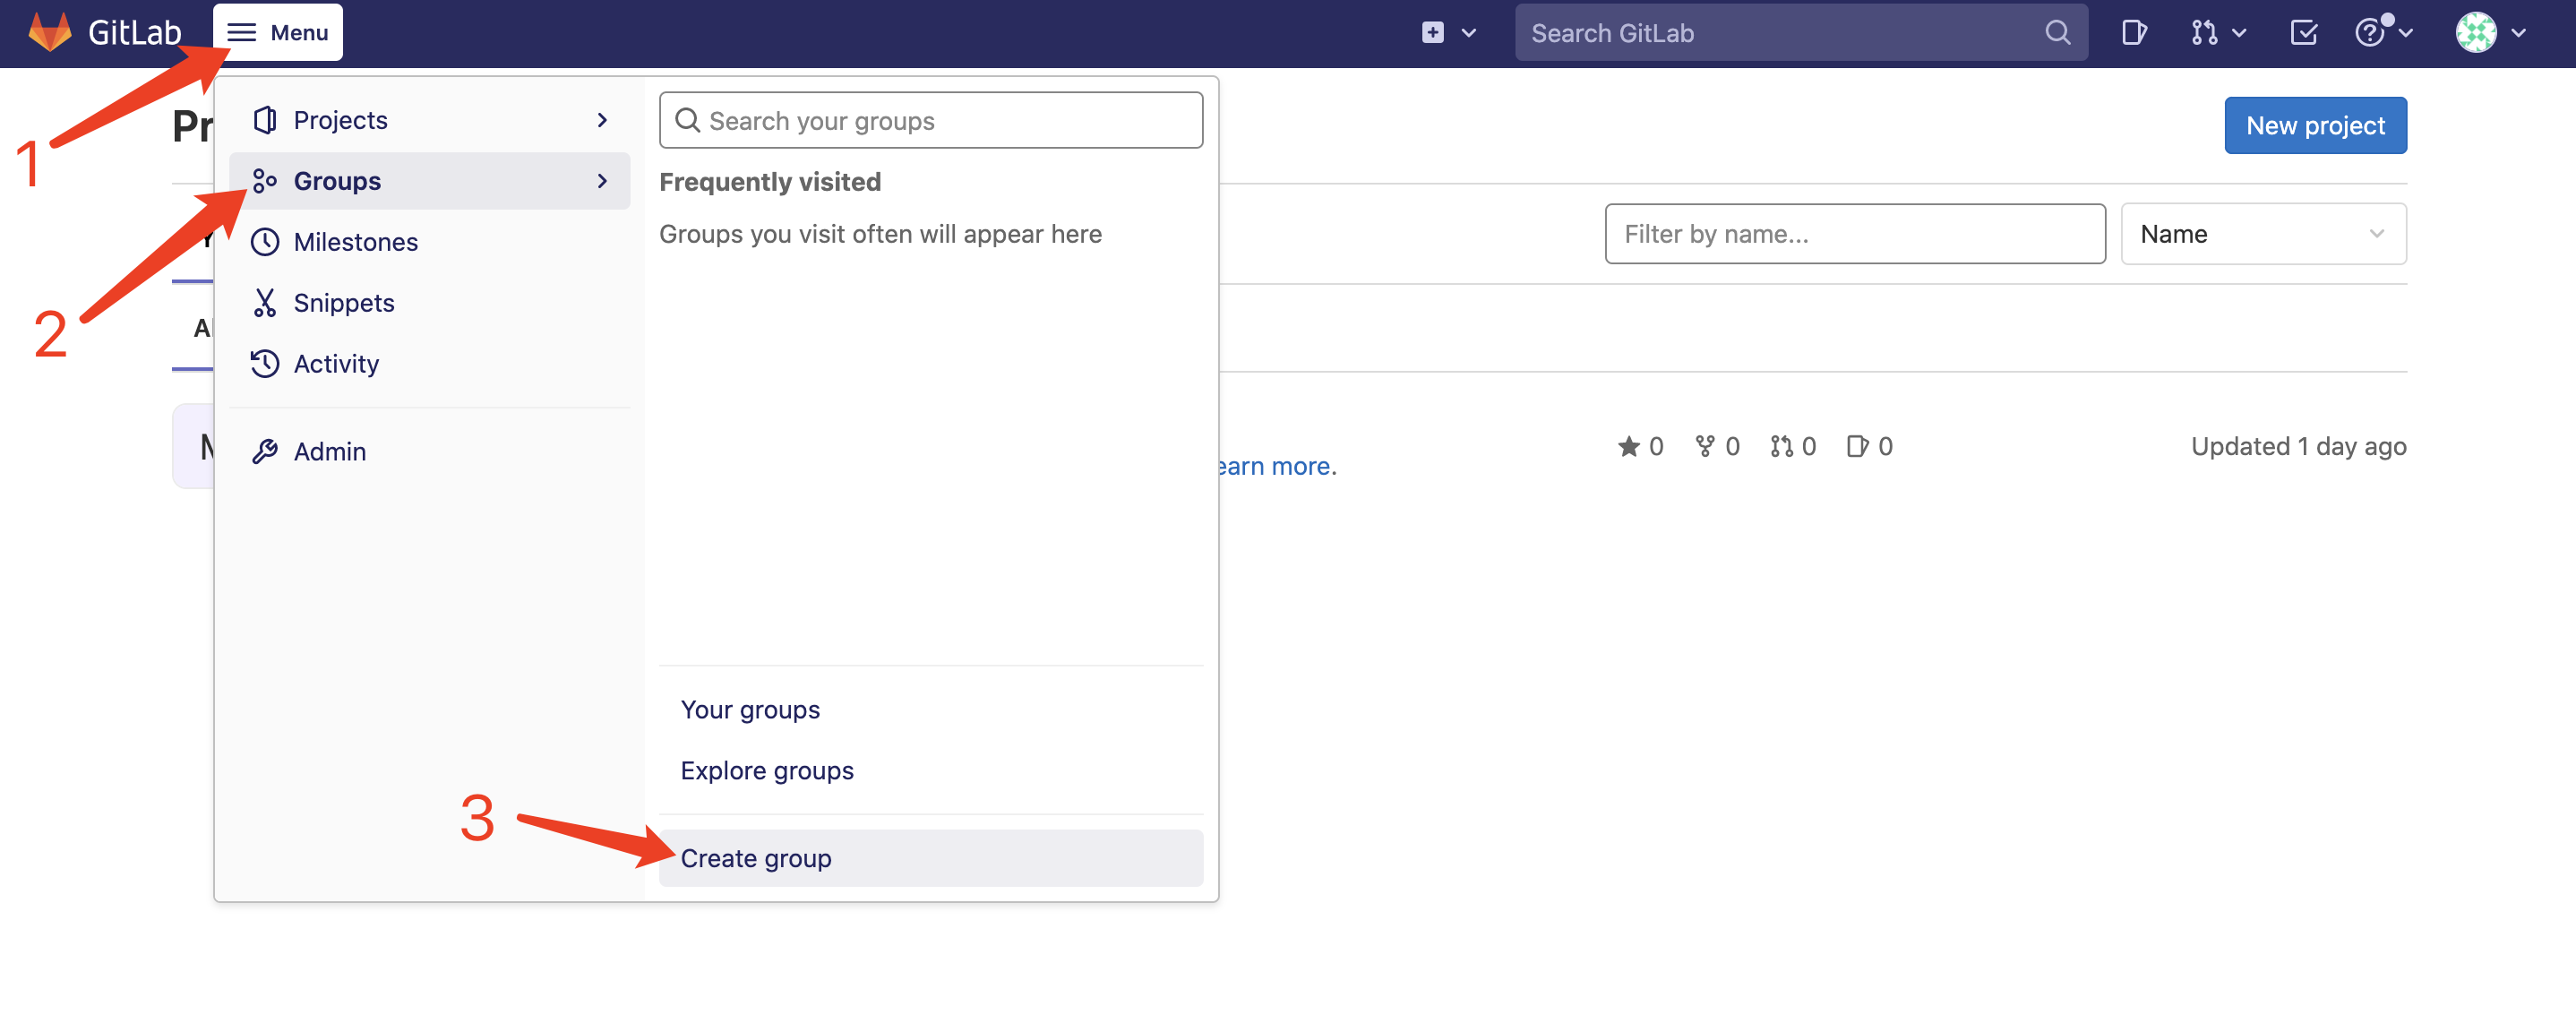 GitLab
Menu
Search GitLab
1
Projects
Search your groups
Pr
New project
Groups
Frequently visited
2
Y
Milestones
Groups you visit often will appear here
Filter by name...
Name
Snippets
Al
Activity
Admin
earn more.
0
0
0
0
Updated 1 day ago
Your groups
Explore groups
3
Create group